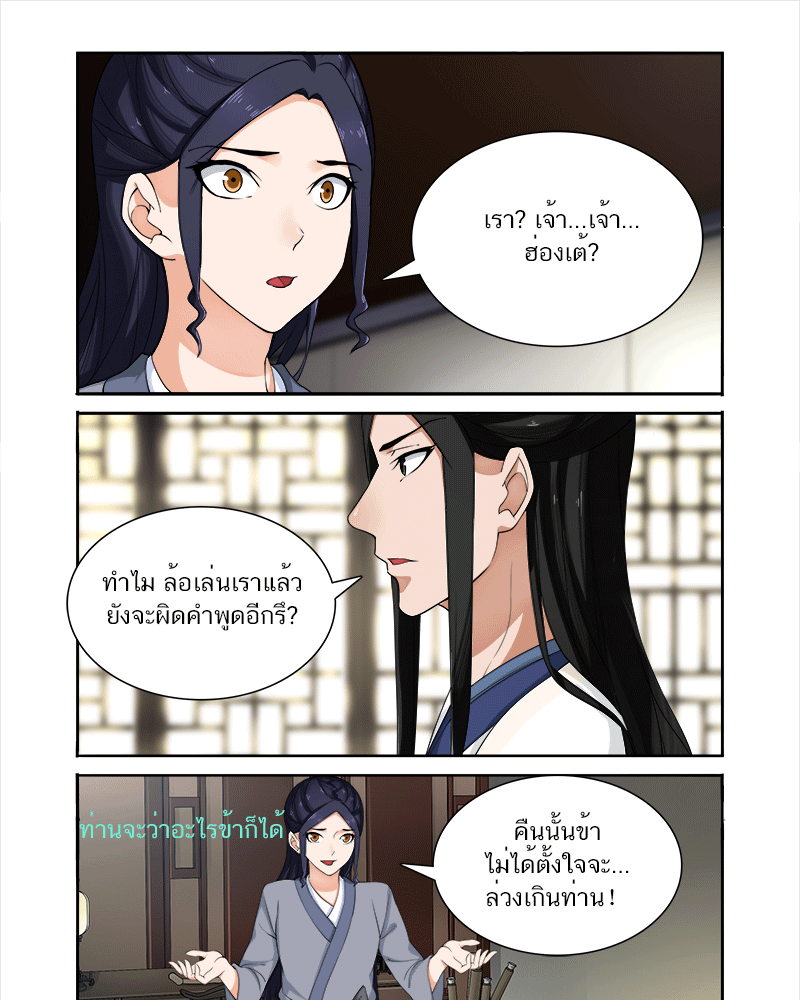 เรา? เจ้า...เจ้า...
ฮ่องเต้?
ทำไม ล้อเล่นเราแล้ว
ยังจะผิดคำพูดอีกรึ?
ท่านจะว่าอะไรข้าก็ได้
คืนนั้นข้า
ไม่ได้ตั้งใจจะ...
ล่วงเกินท่าน!